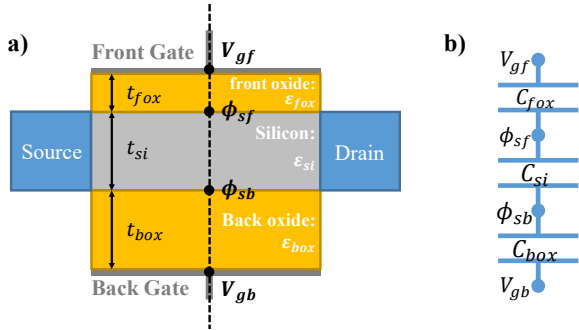 a)
Front Gate
V_gf
t_fox
front oxide:
ε_fox
ϕ_sf
Source
t_si
Silicon:
ε_si
Drain
ϕ_sb
t_box
Back oxide:
ε_box
Back Gate
V_gb
b)
V_gf
C_fox
ϕ_sf
C_si
ϕ_sb
C_box
V_gb